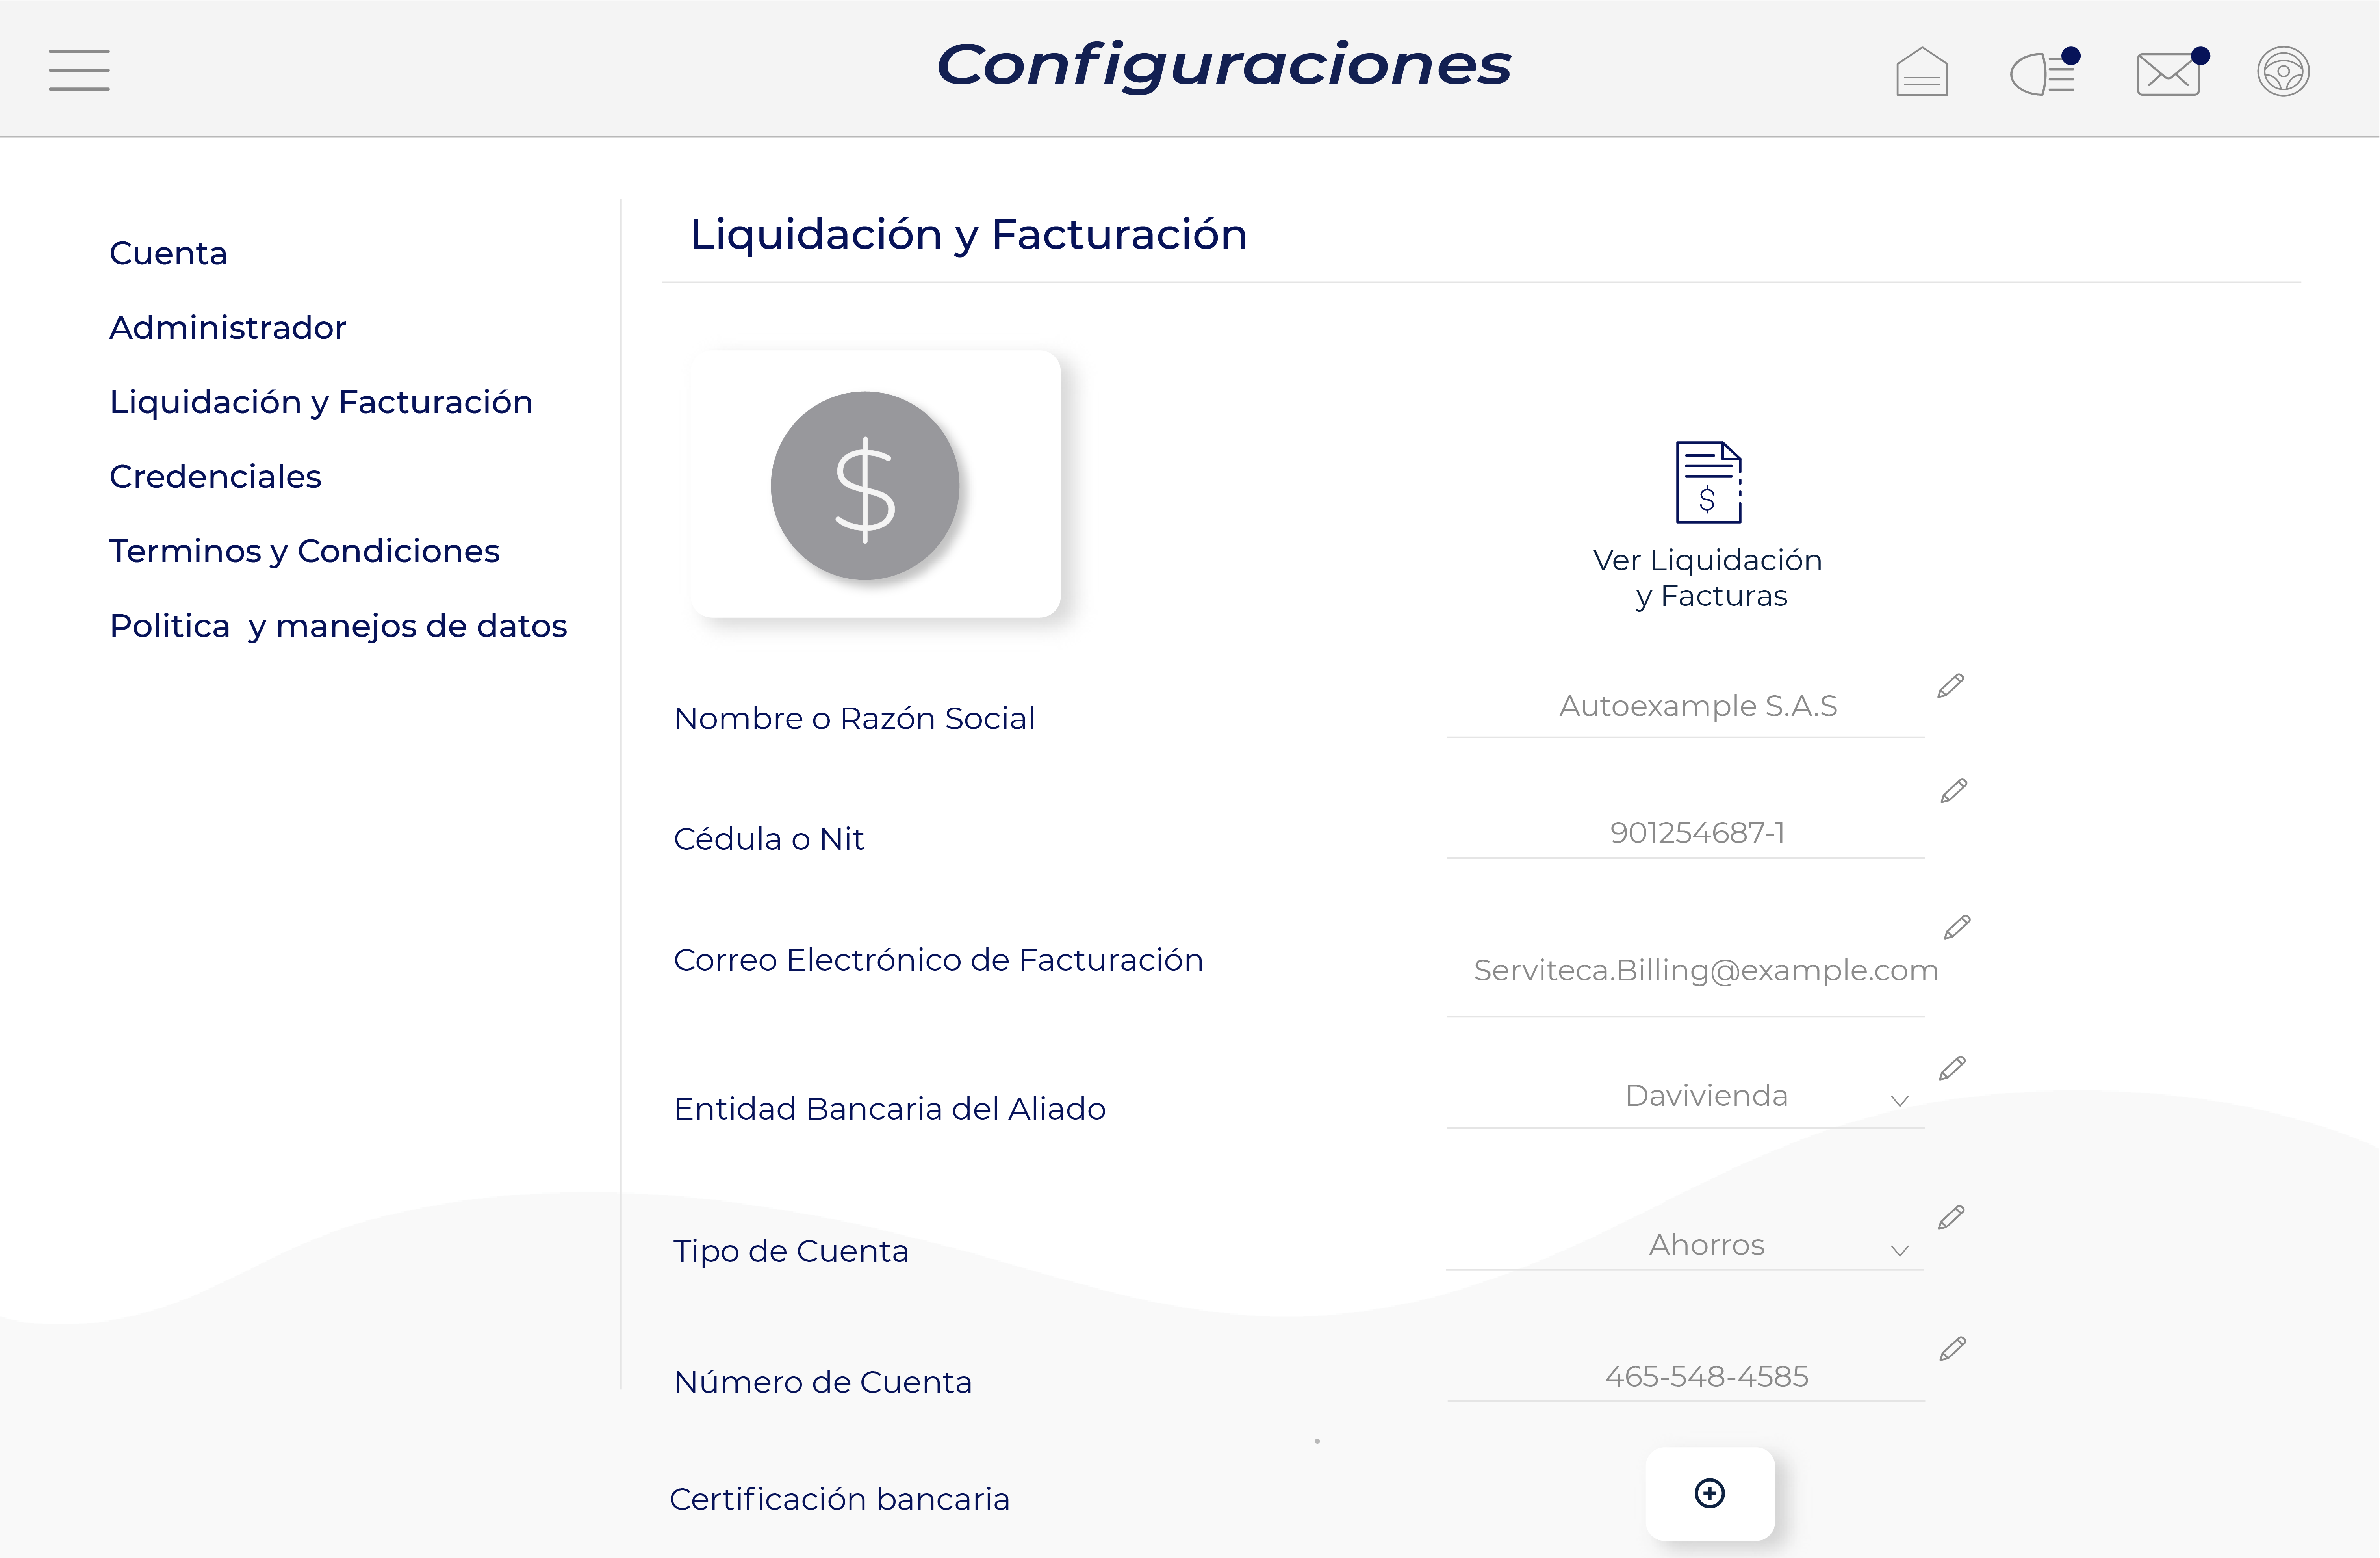 Configuraciones
Cuenta
Administrador
Liquidación y Facturación
Credenciales
Terminos y Condiciones
Politica  y manejos de datos
Liquidación y Facturación
$
$
Ver Liquidación
y Facturas
Nombre o Razón Social
Autoexample S.A.S
Cédula o Nit
901254687-1
Correo Electrónico de Facturación
Serviteca.Billing@example.com
Entidad Bancaria del Aliado
Davivienda
Tipo de Cuenta
Ahorros
Número de Cuenta
465-548-4585
Certificación bancaria